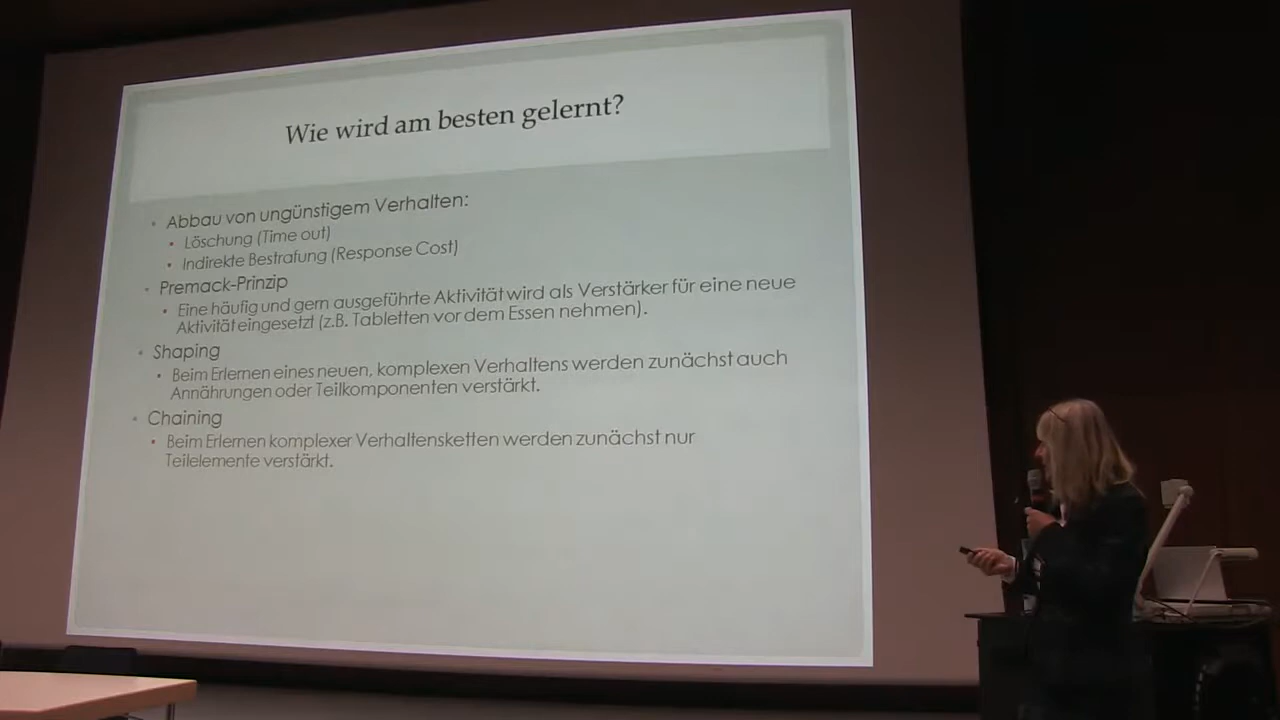 Wie wird am besten gelernt?
• Abbau von ungünstigem Verhalten:
• Löschung (Time out)
• Indirekte Bestrafung (Response Cost)
• Premack-Prinzip
• Eine häufig und gern ausgeführte Aktivität wird als Verstärker für eine neue
Aktivität eingesetzt (z.B. Tabletten vor dem Essen nehmen).
• Shaping
• Beim Erlernen eines neuen, komplexen Verhaltens werden zunächst auch
Annährungen oder Teilkomponenten verstärkt.
• Chaining
• Beim Erlernen komplexer Verhaltensketten werden zunächst nur
Teilelemente verstärkt.